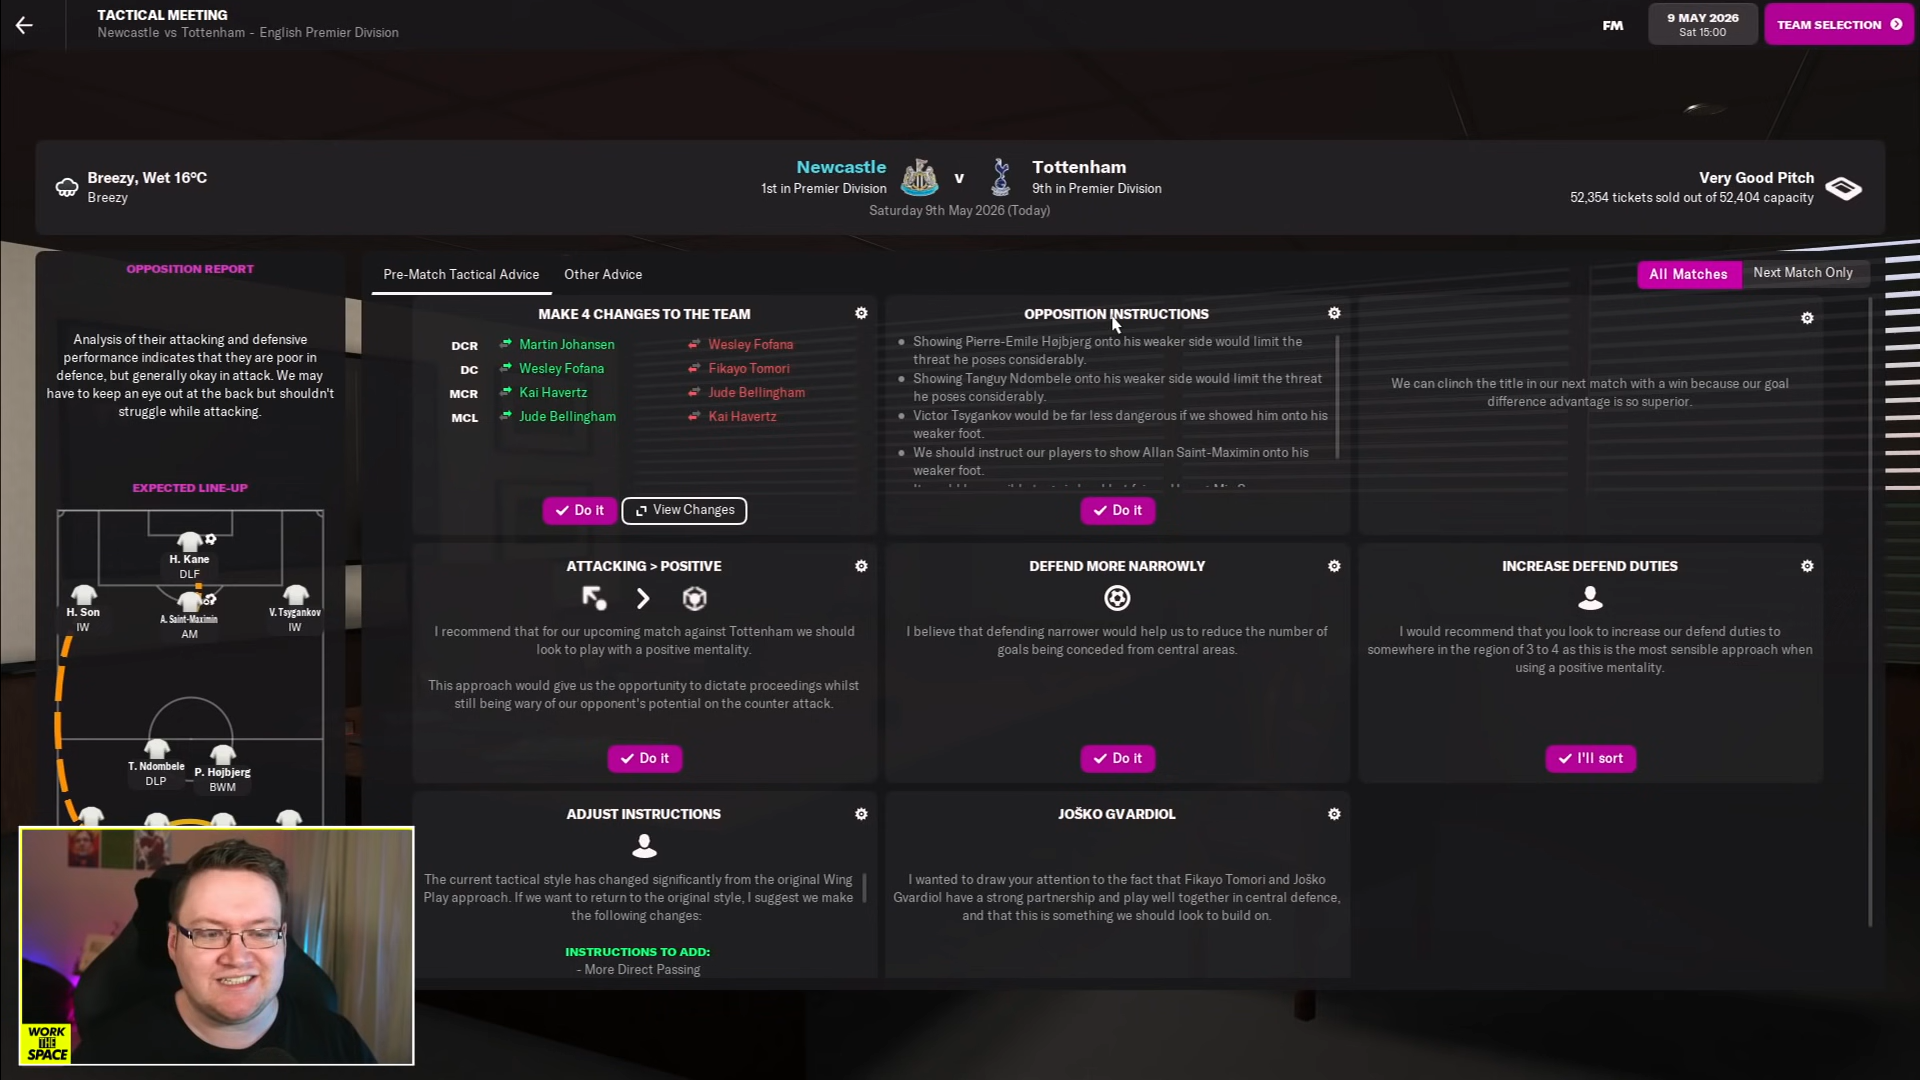 TACTICAL MEETING
Newcastle vs Tottenham - English Premier Division
FM
9 MAY 2026
Sat 15:00
TEAM SELECTION
Breezy, Wet 16°C
Breezy
Newcastle
1st in Premier Division
v
Tottenham
9th in Premier Division
Saturday 9th May 2026 (Today)
Very Good Pitch
52,354 tickets sold out of 52,404 capacity
OPPOSITION REPORT
Analysis of their attacking and defensive
performance indicates that they are poor in
defence, but generally okay in attack. We may
have to keep an eye out at the back but shouldn't
struggle while attacking.
EXPECTED LINE-UP
H. Kane
DLF
H. Son
IW
A. Saint-Maximin
AM
V. Tsygankov
IW
T. Ndombele
DLP
P. Højbjerg
BWM
Pre-Match Tactical Advice
Other Advice
All Matches
Next Match Only
MAKE 4 CHANGES TO THE TEAM
DCR Martin Johansen Wesley Fofana
DC Wesley Fofana Fikayo Tomori
MCR Kai Havertz Jude Bellingham
MCL Jude Bellingham Kai Havertz
Do it
View Changes
OPPOSITION INSTRUCTIONS
Showing Pierre-Emile Højbjerg onto his weaker side would limit the
threat he poses considerably.
Showing Tanguy Ndombele onto his weaker side would limit the threat
he poses considerably.
Victor Tsygankov would be far less dangerous if we showed him onto his
weaker foot.
We should instruct our players to show Allan Saint-Maximin onto his
weaker foot.
Do it
We can clinch the title in our next match with a win because our goal
difference advantage is so superior.
ATTACKING > POSITIVE
I recommend that for our upcoming match against Tottenham we should
look to play with a positive mentality.
This approach would give us the opportunity to dictate proceedings whilst
still being wary of our opponent's potential on the counter attack.
Do it
DEFEND MORE NARROWLY
I believe that defending narrower would help us to reduce the number of
goals being conceded from central areas.
Do it
INCREASE DEFEND DUTIES
I would recommend that you look to increase our defend duties to
somewhere in the region of 3 to 4 as this is the most sensible approach when
using a positive mentality.
I'll sort
ADJUST INSTRUCTIONS
The current tactical style has changed significantly from the original Wing
Play approach. If we want to return to the original style, I suggest we make
the following changes:
INSTRUCTIONS TO ADD:
- More Direct Passing
JOŠKO GVARDIOL
I wanted to draw your attention to the fact that Fikayo Tomori and Joško
Gvardiol have a strong partnership and play well together in central defence,
and that this is something we should look to build on.
WORK
THE
SPACE